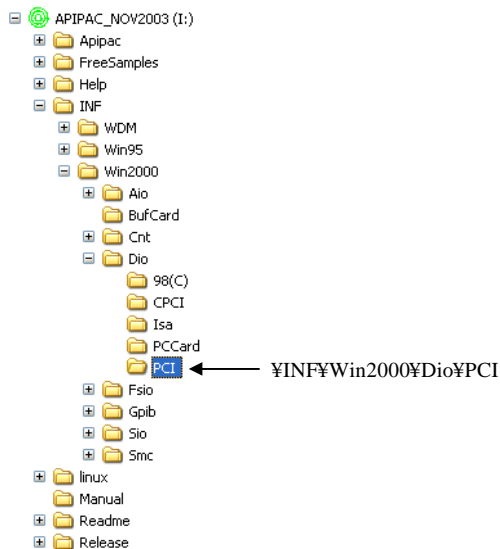 APIPAC_NOV2003 (I:)
Apipac
FreeSamples
Help
INF
WDM
Win95
Win2000
Aio
BufCard
Cnt
Dio
98(C)
CPCI
Isa
PCCard
PCI
¥INF¥Win2000¥Dio¥PCI
Fsio
Gpib
Sio
Smc
linux
Manual
Readme
Release